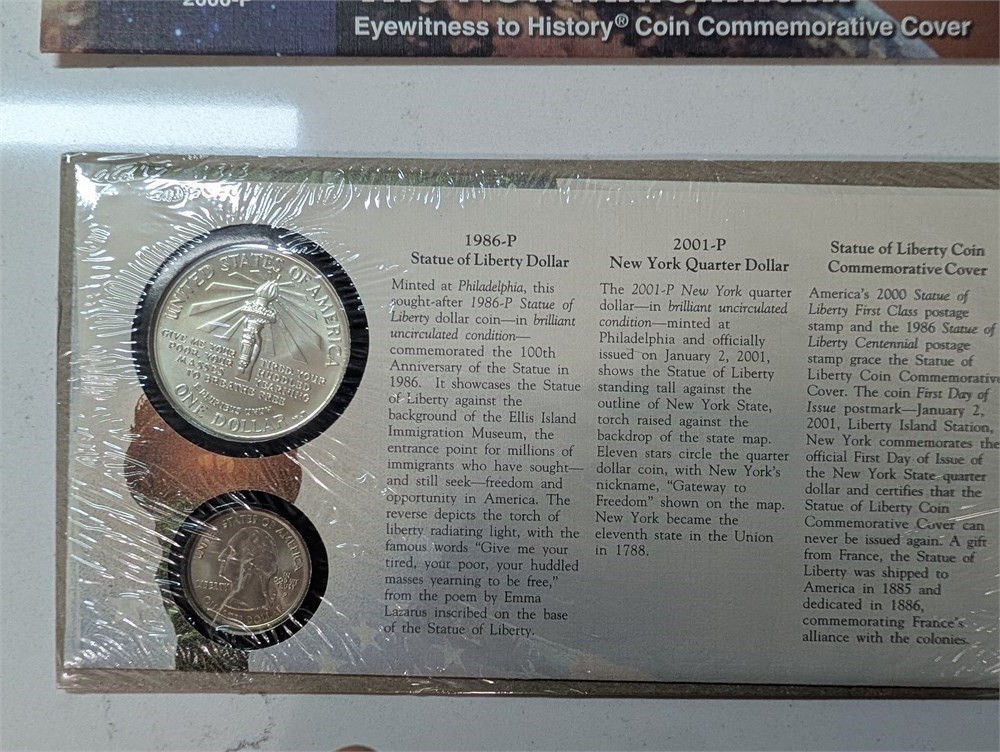 2000-P
Eyewitness to History® Coin Commemorative Cover
UNITED STATES OF AMERICA
GIVE ME YOUR
TIRED YOUR
POOR YOUR
HUDDLED
MASSES
YEARNING
TO BREATHE FREE
E PLURIBUS UNUM
ONE DOLLAR
LIBERTY
1986-P
Statue of Liberty Dollar
Minted at Philadelphia, this
sought-after 1986-P Statue of
Liberty dollar coin—in brilliant
uncirculated condition—
commemorated the 100th
Anniversary of the Statue in
1986. It showcases the Statue
of Liberty against the
background of the Ellis Island
Immigration Museum, the
entrance point for millions of
immigrants who have sought—
and still seek—freedom and
opportunity in America. The
reverse depicts the torch of
liberty radiating light, with the
famous words "Give me your
tired, your poor, your huddled
masses yearning to be free,"
from the poem by Emma
Lazarus inscribed on the base
of the Statue of Liberty.
2001-P
New York Quarter Dollar
The 2001-P New York quarter
dollar—in brilliant uncirculated
condition—minted at
Philadelphia and officially
issued on January 2, 2001,
shows the Statue of Liberty
standing tall against the
outline of New York State,
torch raised against the
backdrop of the state map.
Eleven stars circle the quarter
dollar coin, with New York's
nickname, "Gateway to
Freedom" shown on the map.
New York became the
eleventh state in the Union
in 1788.
Statue of Liberty Coin
Commemorative Cover
America's 2000 Statue of
Liberty First Class postage
stamp and the 1986 Statue of
Liberty Centennial postage
stamp grace the Statue of
Liberty Coin Commemorative
Cover. The coin First Day of
Issue postmark—January 2,
2001, Liberty Island Station,
New York commemorates the
official First Day of Issue of
the New York State quarter
dollar and certifies that the
Statue of Liberty Coin
Commemorative Cover can
never be issued again. A gift
from France, the Statue of
Liberty was shipped to
America in 1885 and
dedicated in 1886,
commemorating France's
alliance with the colonies.